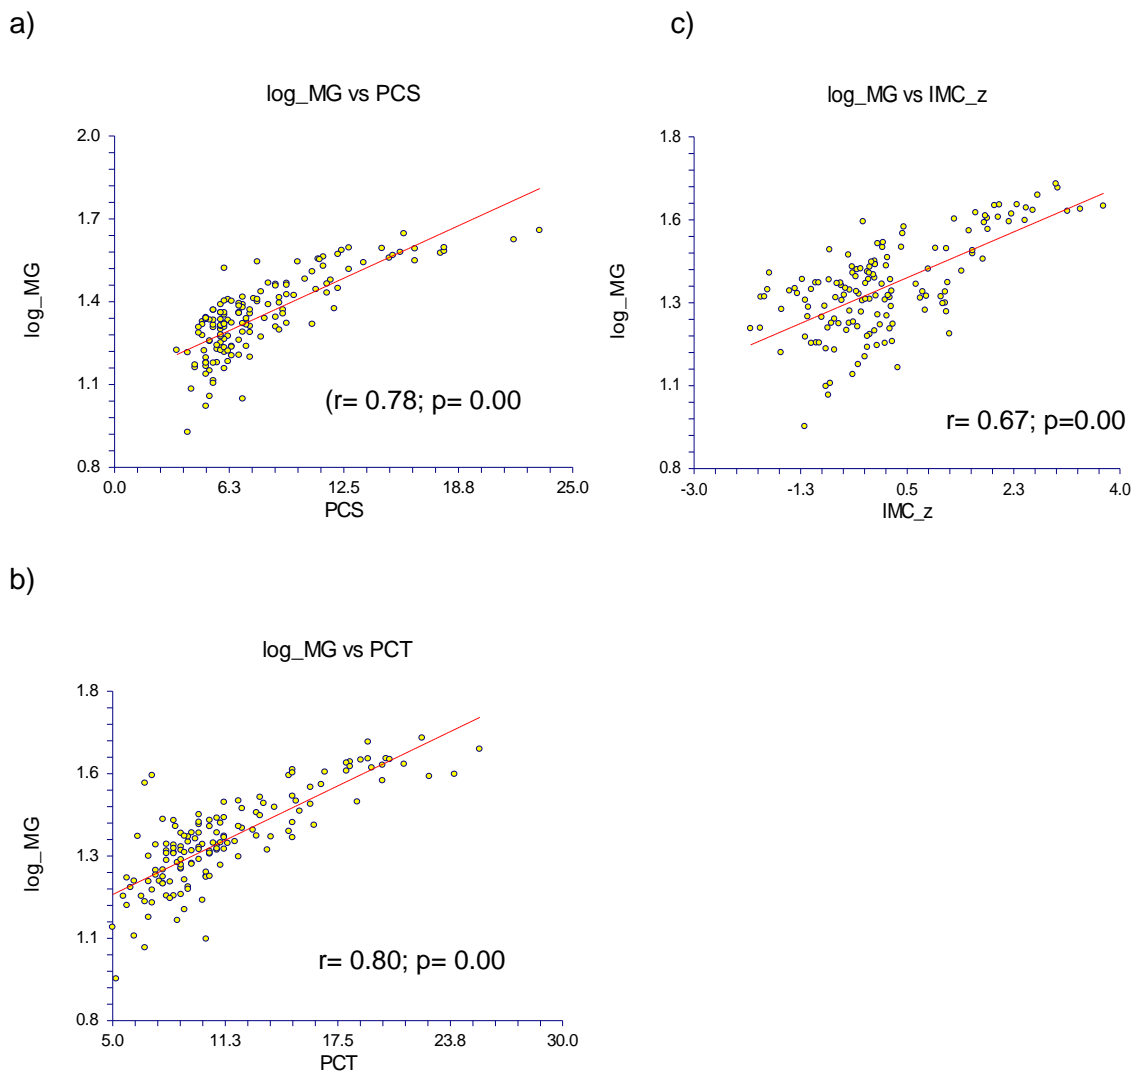 a)
log_MG vs PCS
2.0
1.7
1.4
1.1
0.8
log_MG
(r= 0.78; p= 0.00
0.0 6.3 12.5 18.8 25.0
PCS
c)
log_MG vs IMC_z
1.8
1.6
1.3
1.1
0.8
log_MG
r= 0.67; p=0.00
-3.0 -1.3 0.5 2.3 4.0
IMC_z
b)
log_MG vs PCT
1.8
1.6
1.3
1.1
0.8
log_MG
r= 0.80; p= 0.00
5.0 11.3 17.5 23.8 30.0
PCT